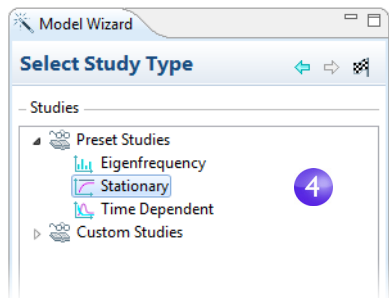 Model Wizard
Select Study Type
Studies
Preset Studies
Eigenfrequency
Stationary
4
Time Dependent
Custom Studies